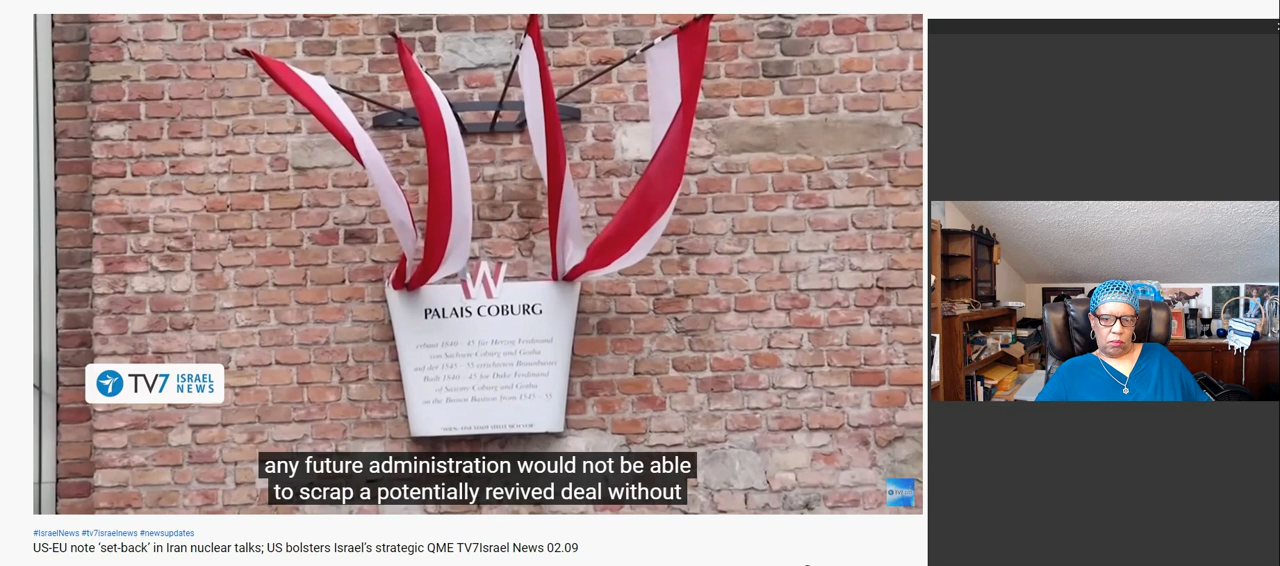 PALAIS COBURG
erbaut 1840 – 45 für Herzog Ferdinand
von Sachsen-Coburg und Gotha
auf der 1545 – 55 errichteten Braunbastei
Built 1840 – 45 for Duke Ferdinand
of Saxony-Coburg and Gotha
on the Braun Bastion from 1545 – 55
TV7 ISRAEL NEWS
any future administration would not be able
to scrap a potentially revived deal without
#IsraelNews #tv7israelnews #newsupdates
US-EU note ‘set-back’ in Iran nuclear talks; US bolsters Israel’s strategic QME TV7Israel News 02.09